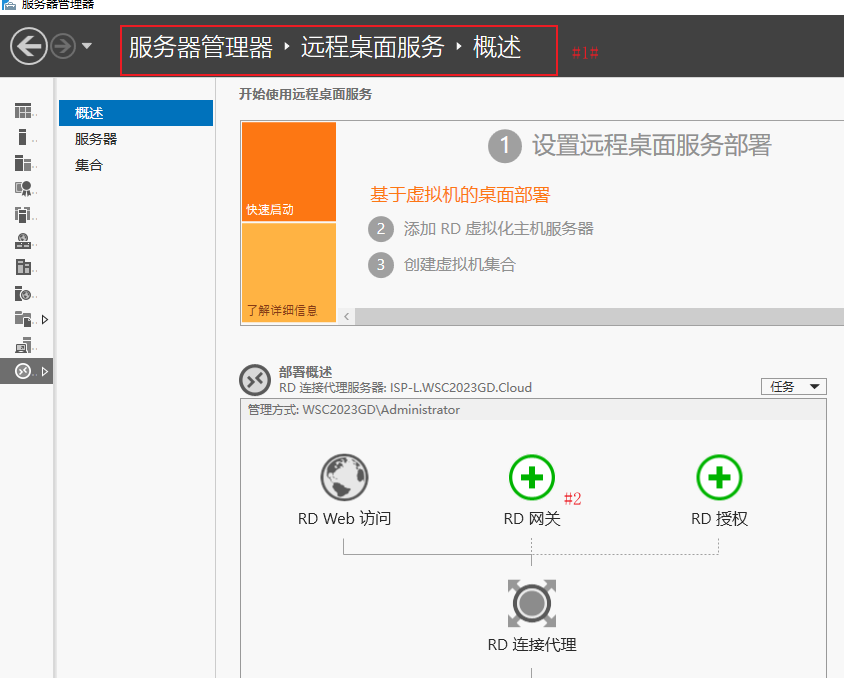 服务器管理器
服务器管理器 ‣ 远程桌面服务 ‣ 概述
#1#
概述
服务器
集合
开始使用远程桌面服务
快速启动
了解详细信息
1 设置远程桌面服务部署
基于虚拟机的桌面部署
2 添加 RD 虚拟化主机服务器
3 创建虚拟机集合
部署概述
RD 连接代理服务器: ISP-L.WSC2023GD.Cloud
任务
管理方式: WSC2023GD\Administrator
#2
RD Web 访问 RD 网关 RD 授权
RD 连接代理